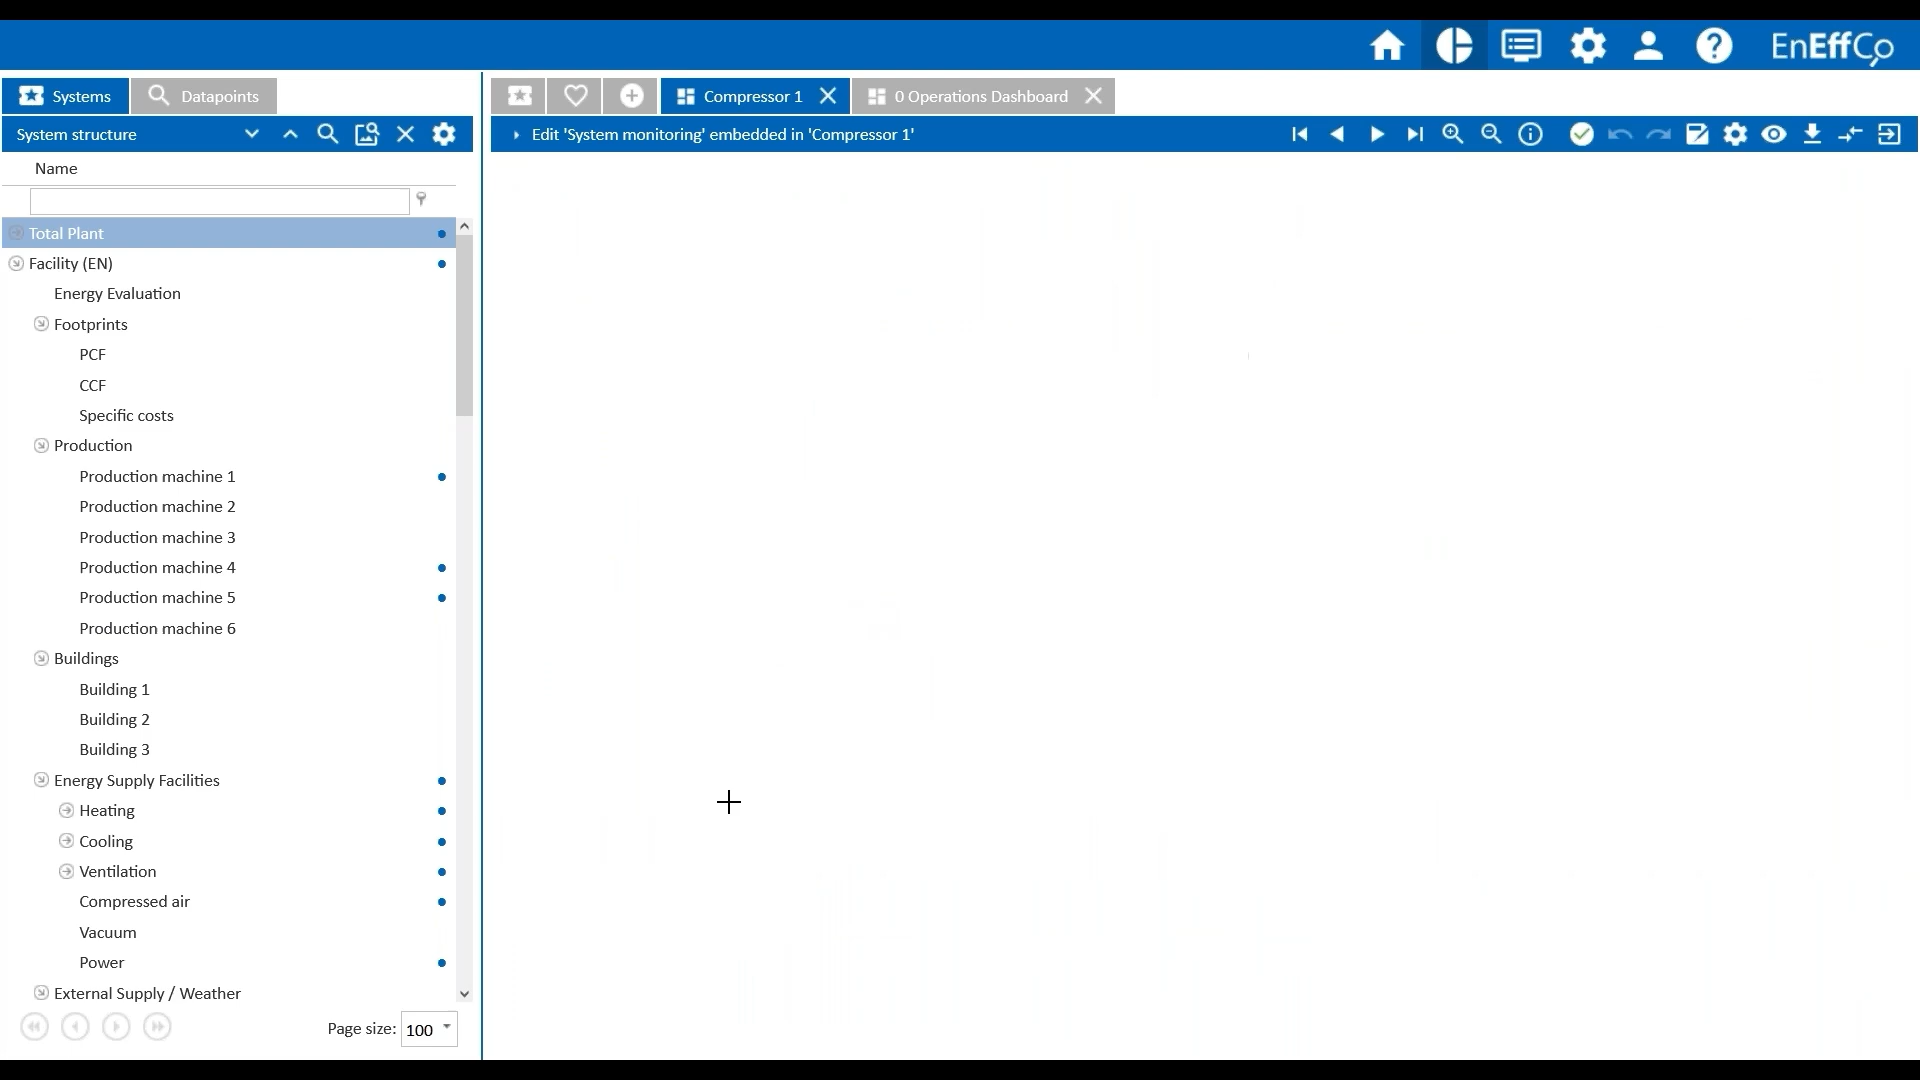 EnEffCo
Systems
Datapoints
Compressor 1
0 Operations Dashboard
System structure
Edit 'System monitoring' embedded in 'Compressor 1'
Name
Total Plant
Facility (EN)
Energy Evaluation
Footprints
PCF
CCF
Specific costs
Production
Production machine 1
Production machine 2
Production machine 3
Production machine 4
Production machine 5
Production machine 6
Buildings
Building 1
Building 2
Building 3
Energy Supply Facilities
Heating
Cooling
Ventilation
Compressed air
Vacuum
Power
External Supply / Weather
Page size: 100